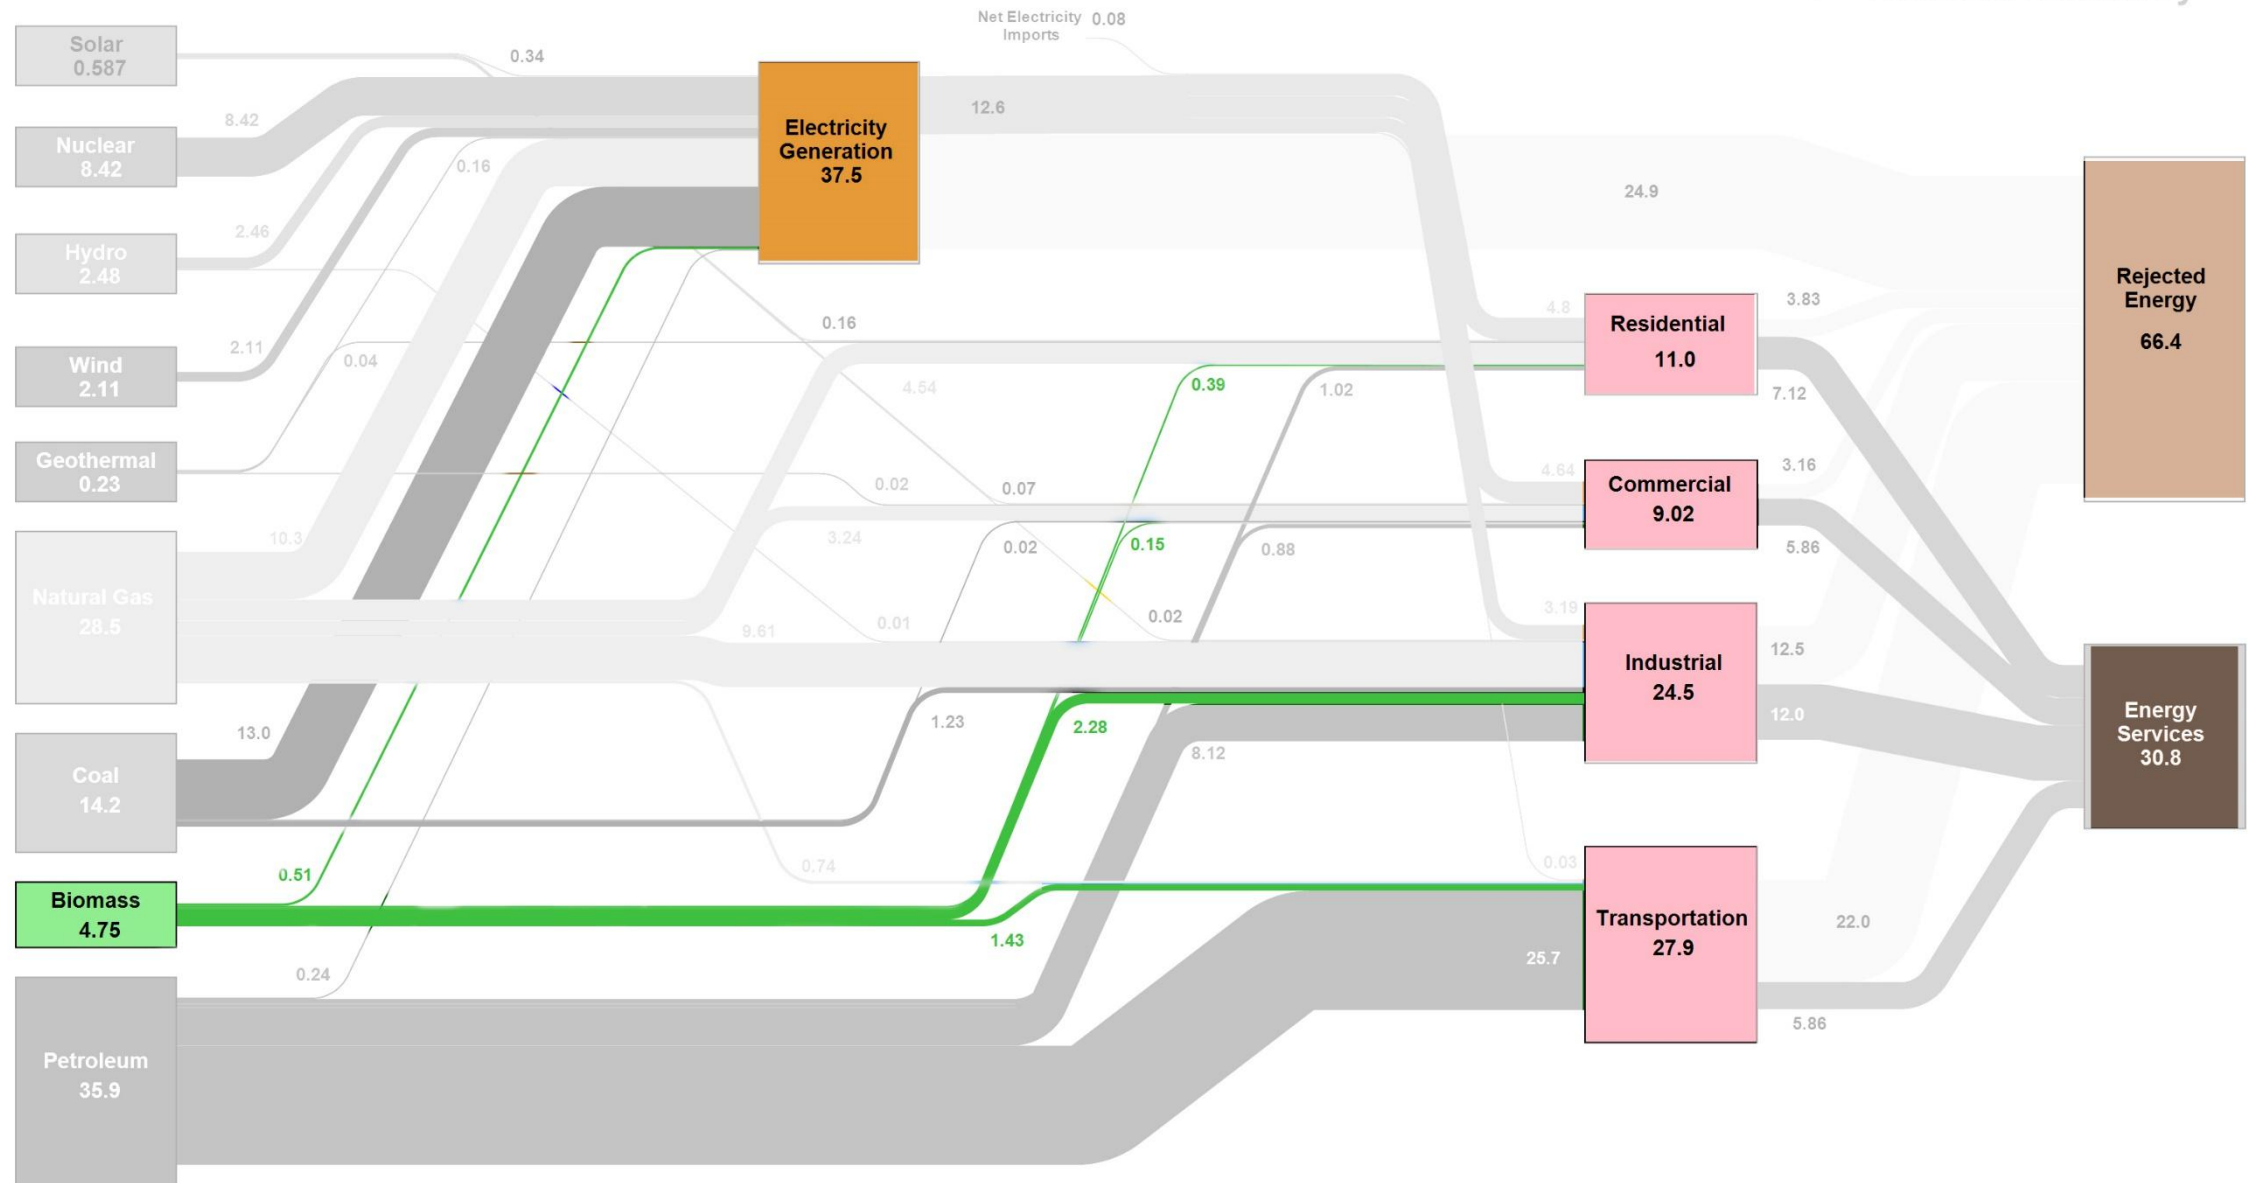 Net Electricity 0.08
Imports
Solar
0.587
0.34
Nuclear
8.42
8.42
Hydro
2.48
2.46
Wind
2.11
2.11
Geothermal
0.23
0.16
0.04
Natural Gas
28.5
10.3
Coal
14.2
13.0
Biomass
4.75
0.51
Petroleum
35.9
0.24
Electricity
Generation
37.5
12.6
24.9
0.16
4.54
0.39
1.02
0.02
0.07
3.24
0.02
0.15
0.88
9.61
0.01
0.02
1.23
2.28
8.12
0.74
1.43
25.7
4.8
4.64
3.19
0.03
Residential
11.0
3.83
7.12
Commercial
9.02
3.16
5.86
Industrial
24.5
12.5
12.0
Transportation
27.9
22.0
5.86
Rejected
Energy
66.4
Energy
Services
30.8